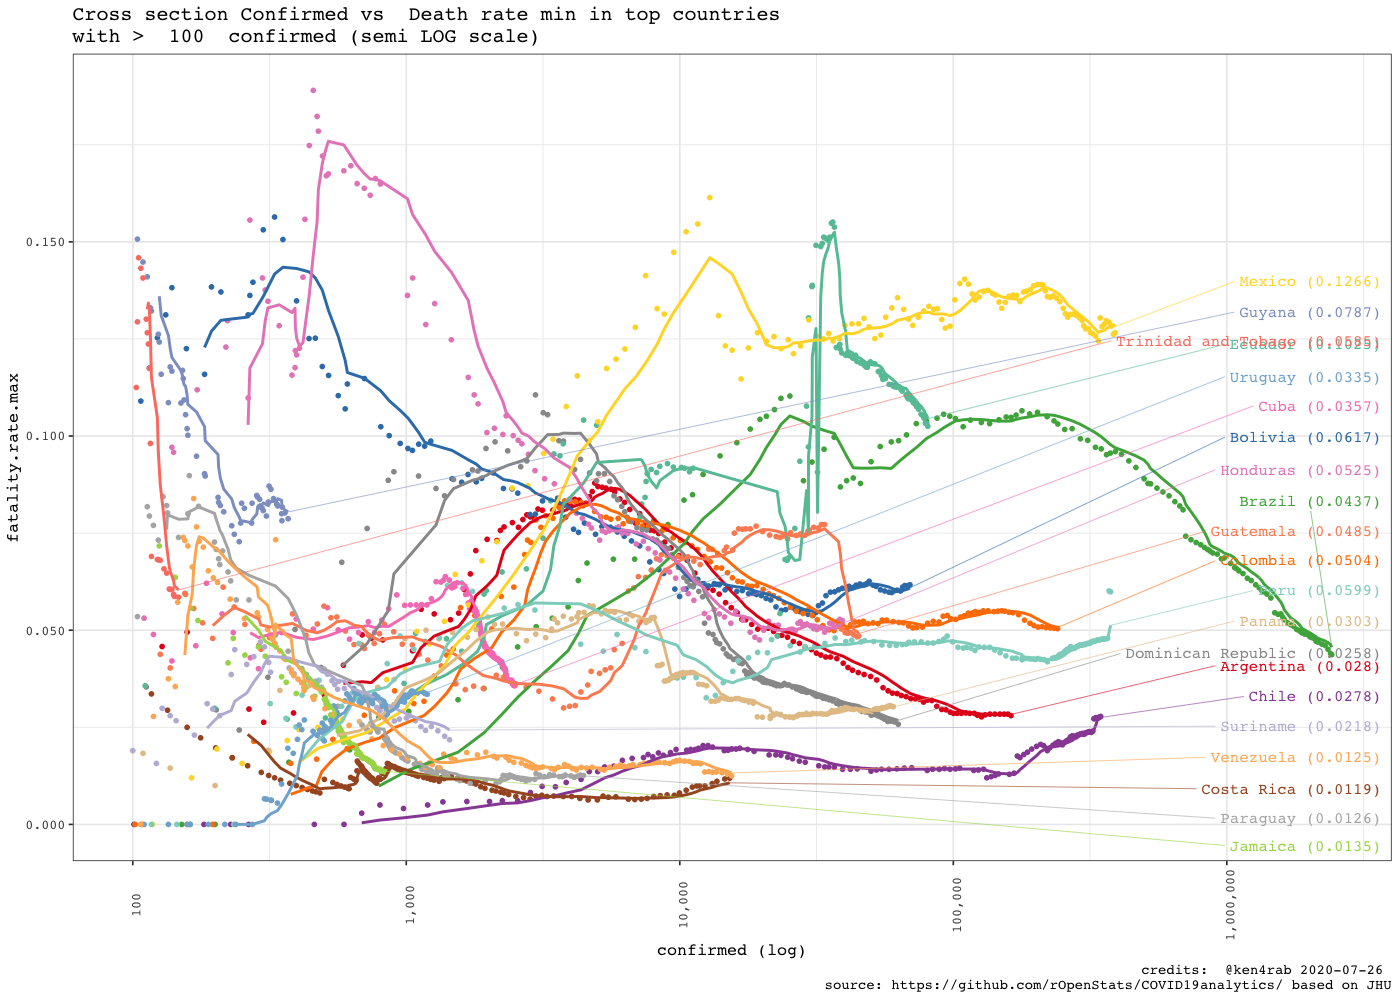 Cross section Confirmed vs  Death rate min in top countries
with >  100  confirmed (semi LOG scale)
fatality.rate.max
0.150
0.100
0.050
0.000
Mexico (0.1266)
Guyana (0.0787)
Trinidad and Tobago (0.0585)
Ecuador (0.1025)
Uruguay (0.0335)
Cuba (0.0357)
Bolivia (0.0617)
Honduras (0.0525)
Brazil (0.0437)
Guatemala (0.0485)
Colombia (0.0504)
Peru (0.0599)
Panama (0.0303)
Dominican Republic (0.0258)
Argentina (0.028)
Chile (0.0278)
Suriname (0.0218)
Venezuela (0.0125)
Costa Rica (0.0119)
Paraguay (0.0126)
Jamaica (0.0135)
100
1,000
10,000
100,000
1,000,000
confirmed (log)
credits:  @ken4rab 2020-07-26
source: https://github.com/rOpenStats/COVID19analytics/ based on JHU